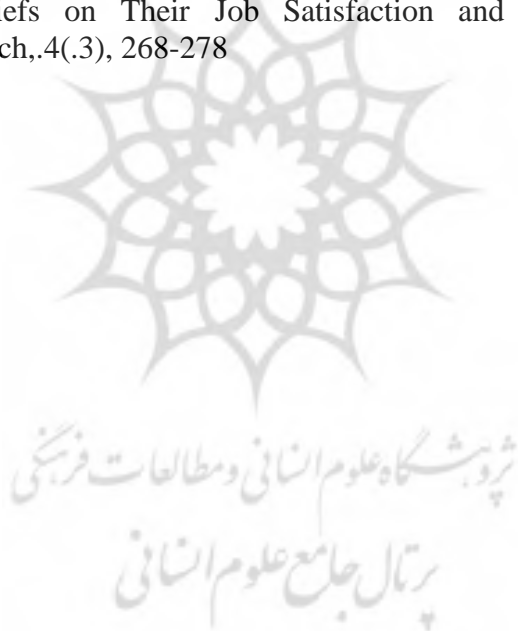 iefs on Their Job Satisfaction and
ch,.4(.3), 268-278
پژوهشگاه علوم انسانی و مطالعات فرهنگی
پرتال جامع علوم انسانی